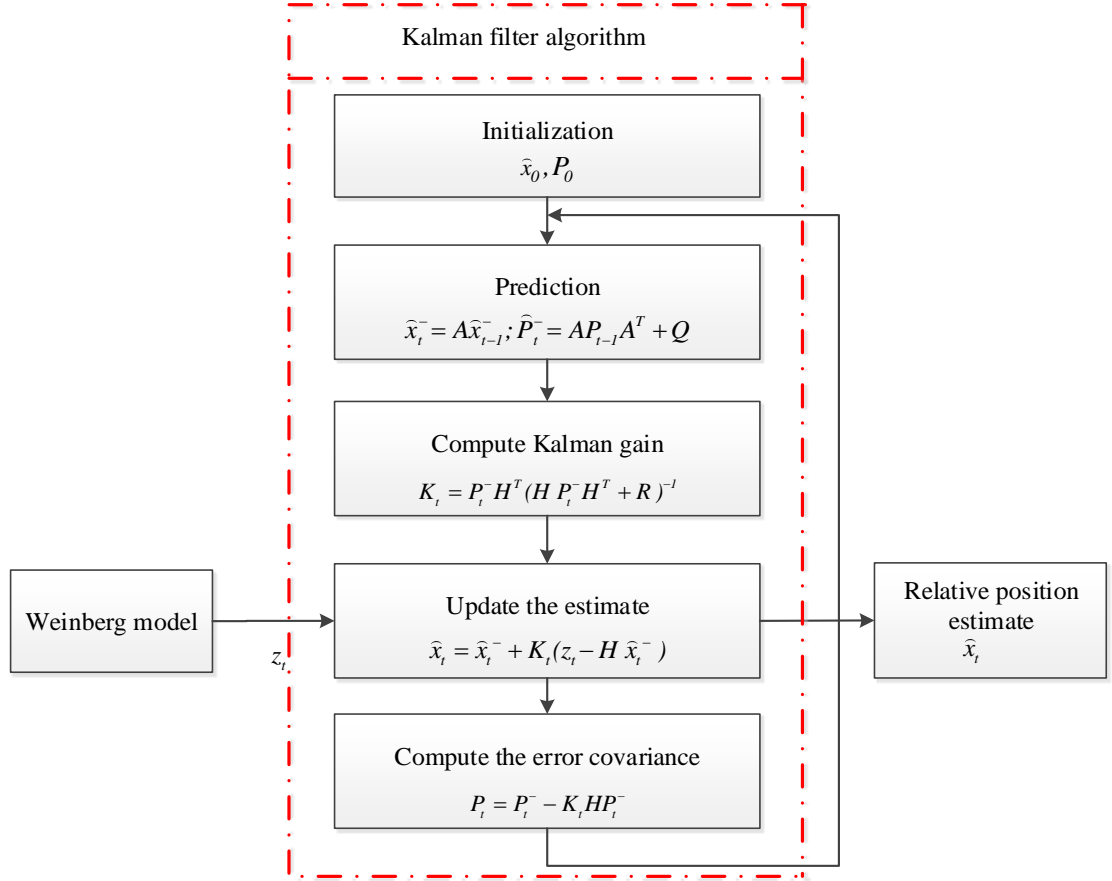 Kalman filter algorithm
Initialization
x̂₀, P₀
Prediction
x̂ₜ⁻ = Ax̂ₜ₋₁⁻; P̂ₜ⁻ = APₜ₋₁Aᵀ + Q
Compute Kalman gain
Kₜ = Pₜ⁻Hᵀ(H Pₜ⁻Hᵀ + R)⁻¹
Weinberg model
zₜ
Update the estimate
x̂ₜ = x̂ₜ⁻ + Kₜ(zₜ – H x̂ₜ⁻)
Relative position
estimate
x̂ₜ
Compute the error covariance
Pₜ = Pₜ⁻ – KₜHPₜ⁻